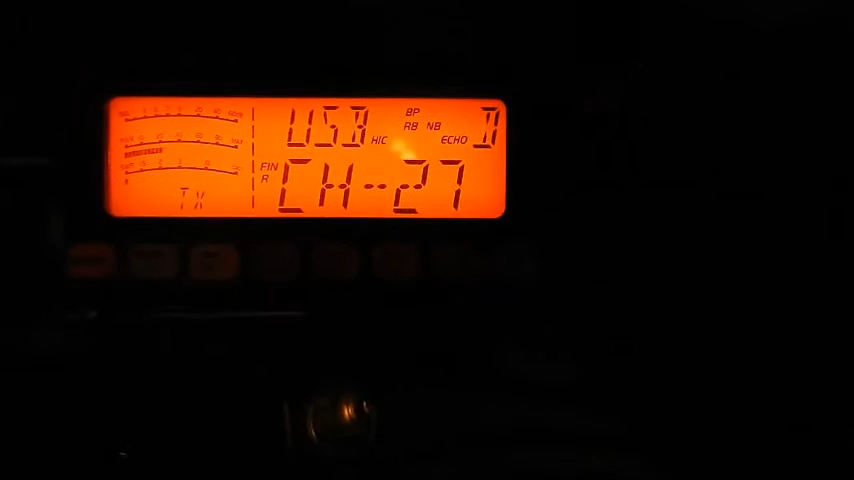 USB HIC BP RB NB ECHO D
FIN R CH-27
TX